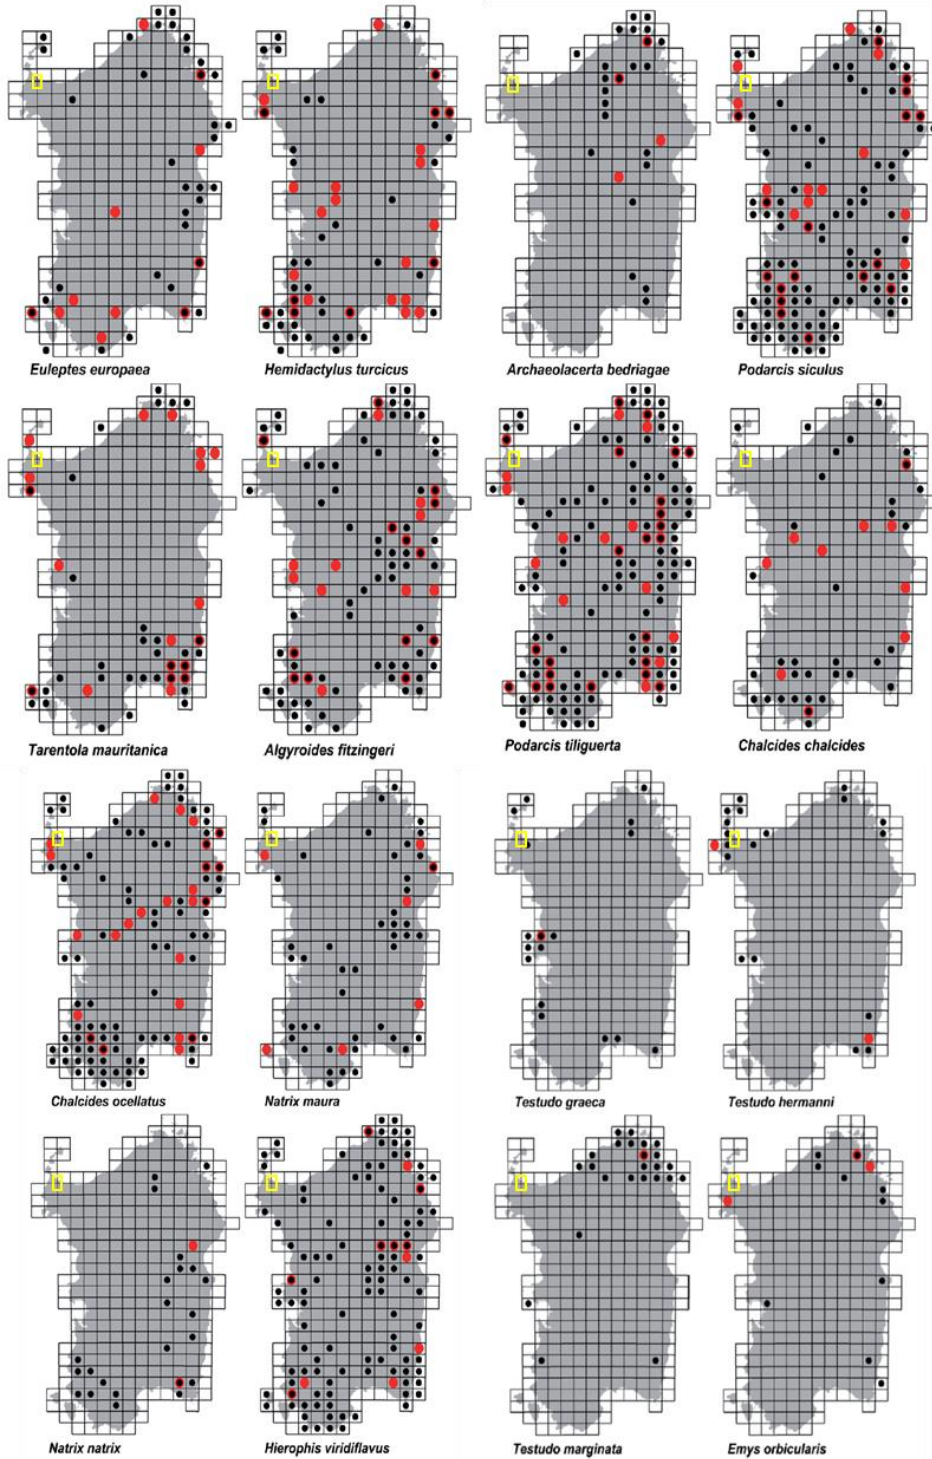 Euleptes europaea
Hemidactylus turcicus
Archaeolacerta bedriagae
Podarcis siculus
Tarentola mauritanica
Algyroides fitzingeri
Podarcis tiliguerta
Chalcides chalcides
Chalcides ocellatus
Natrix maura
Testudo graeca
Testudo hermanni
Natrix natrix
Hierophis viridiflavus
Testudo marginata
Emys orbicularis